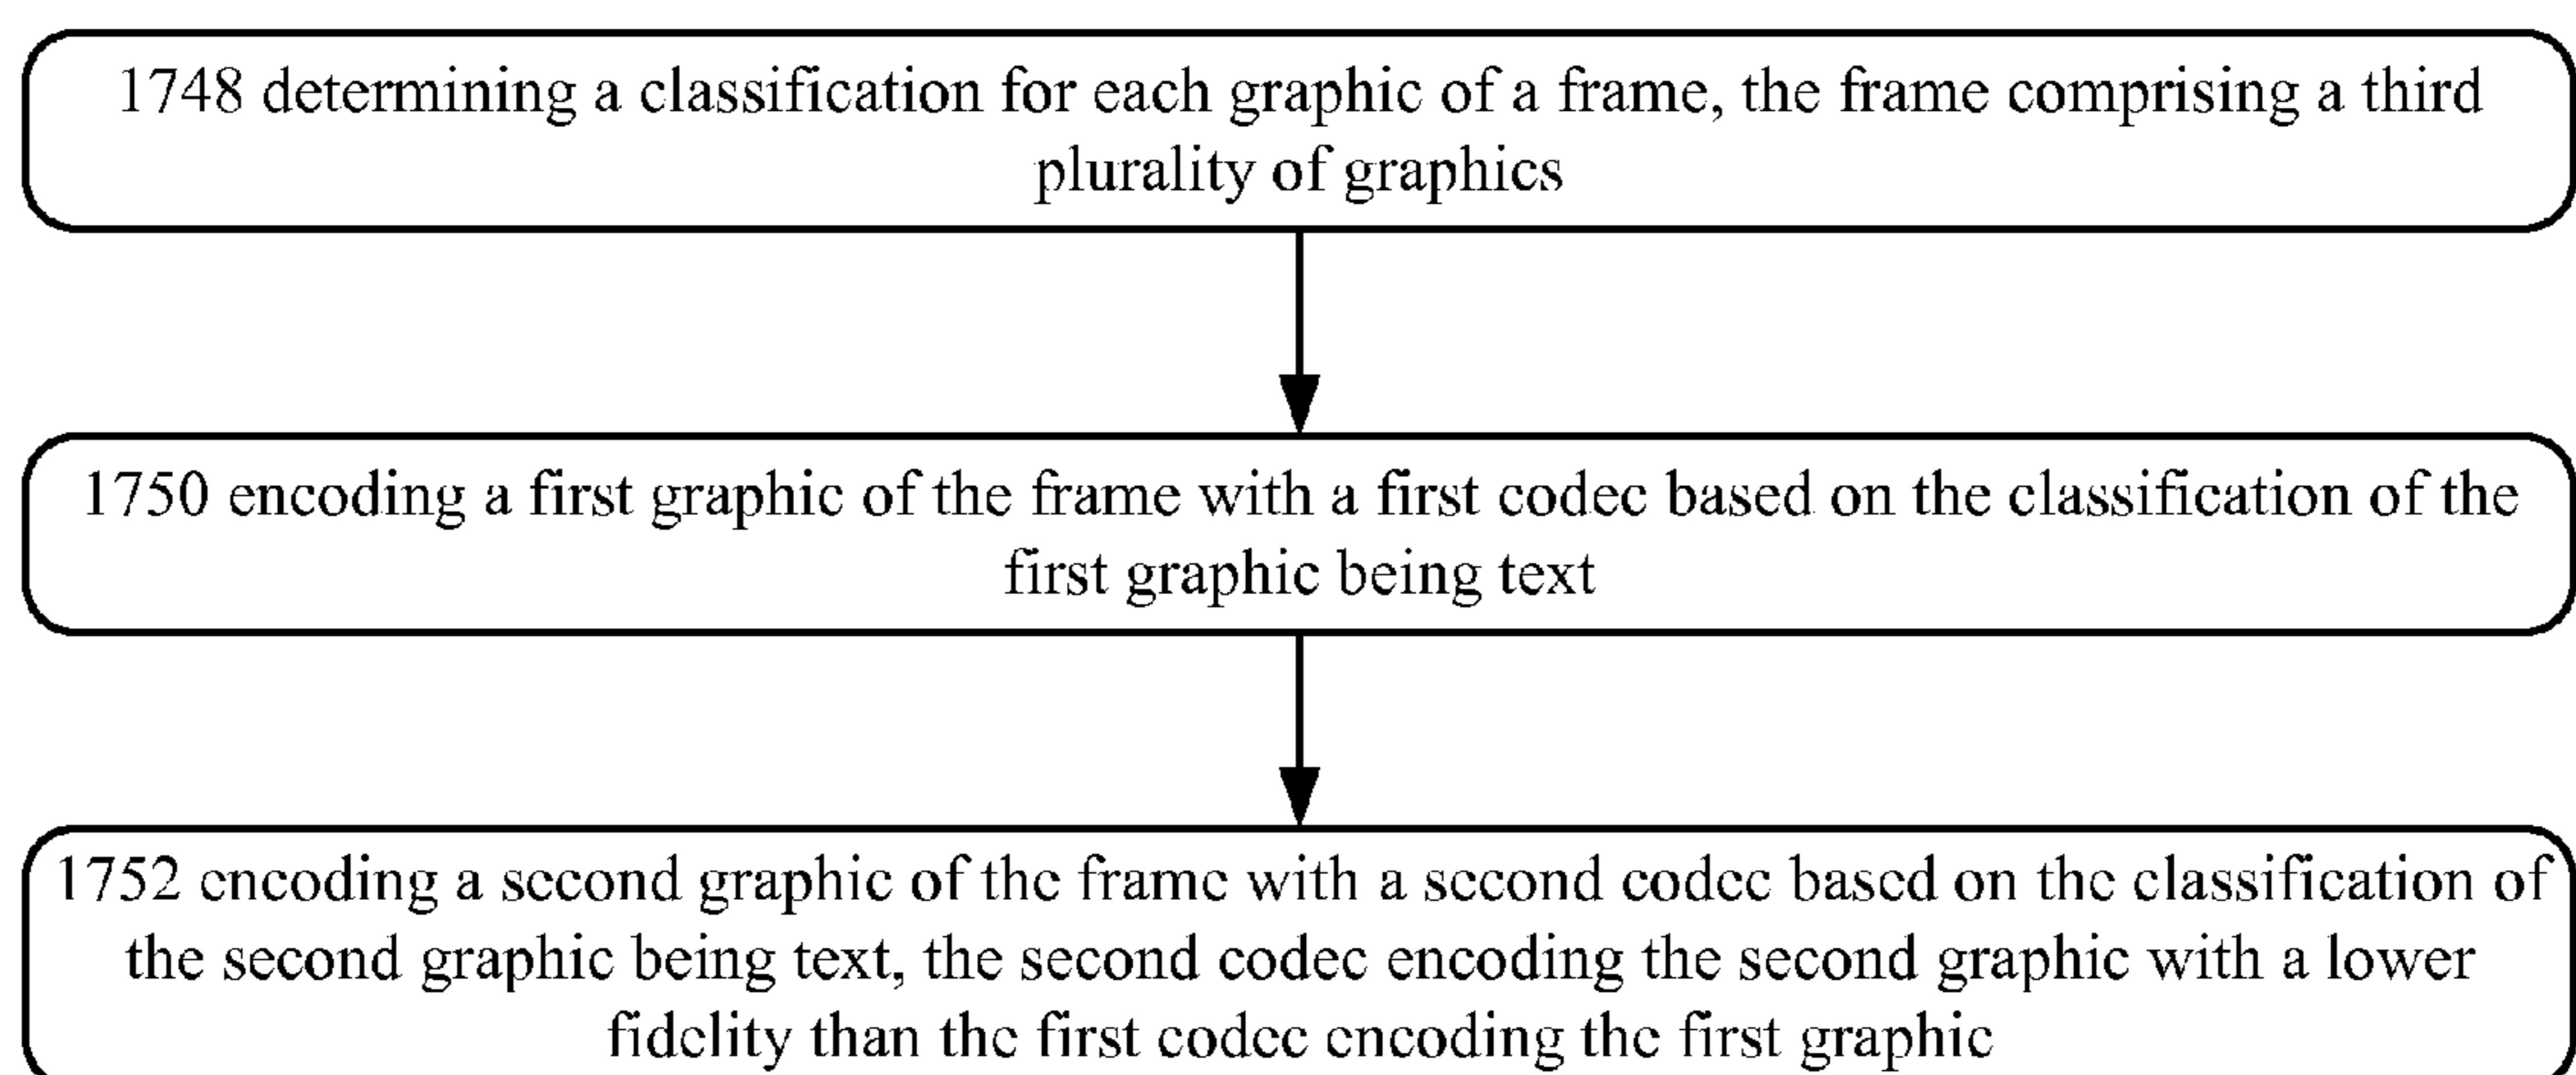 1748 determining a classification for each graphic of a frame, the frame comprising a third
plurality of graphics
1750 encoding a first graphic of the frame with a first codec based on the classification of the
first graphic being text
1752 encoding a second graphic of the frame with a second codec based on the classification of
the second graphic being text, the second codec encoding the second graphic with a lower
fidelity than the first codec encoding the first graphic